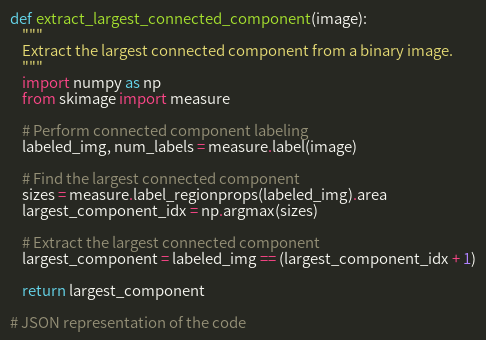 def extract_largest_connected_component(image):
    """
    Extract the largest connected component from a binary image.
    """
    import numpy as np
    from skimage import measure

    # Perform connected component labeling
    labeled_img, num_labels = measure.label(image)

    # Find the largest connected component
    sizes = measure.label_regionprops(labeled_img).area
    largest_component_idx = np.argmax(sizes)

    # Extract the largest connected component
    largest_component = labeled_img == (largest_component_idx + 1)

    return largest_component

# JSON representation of the code